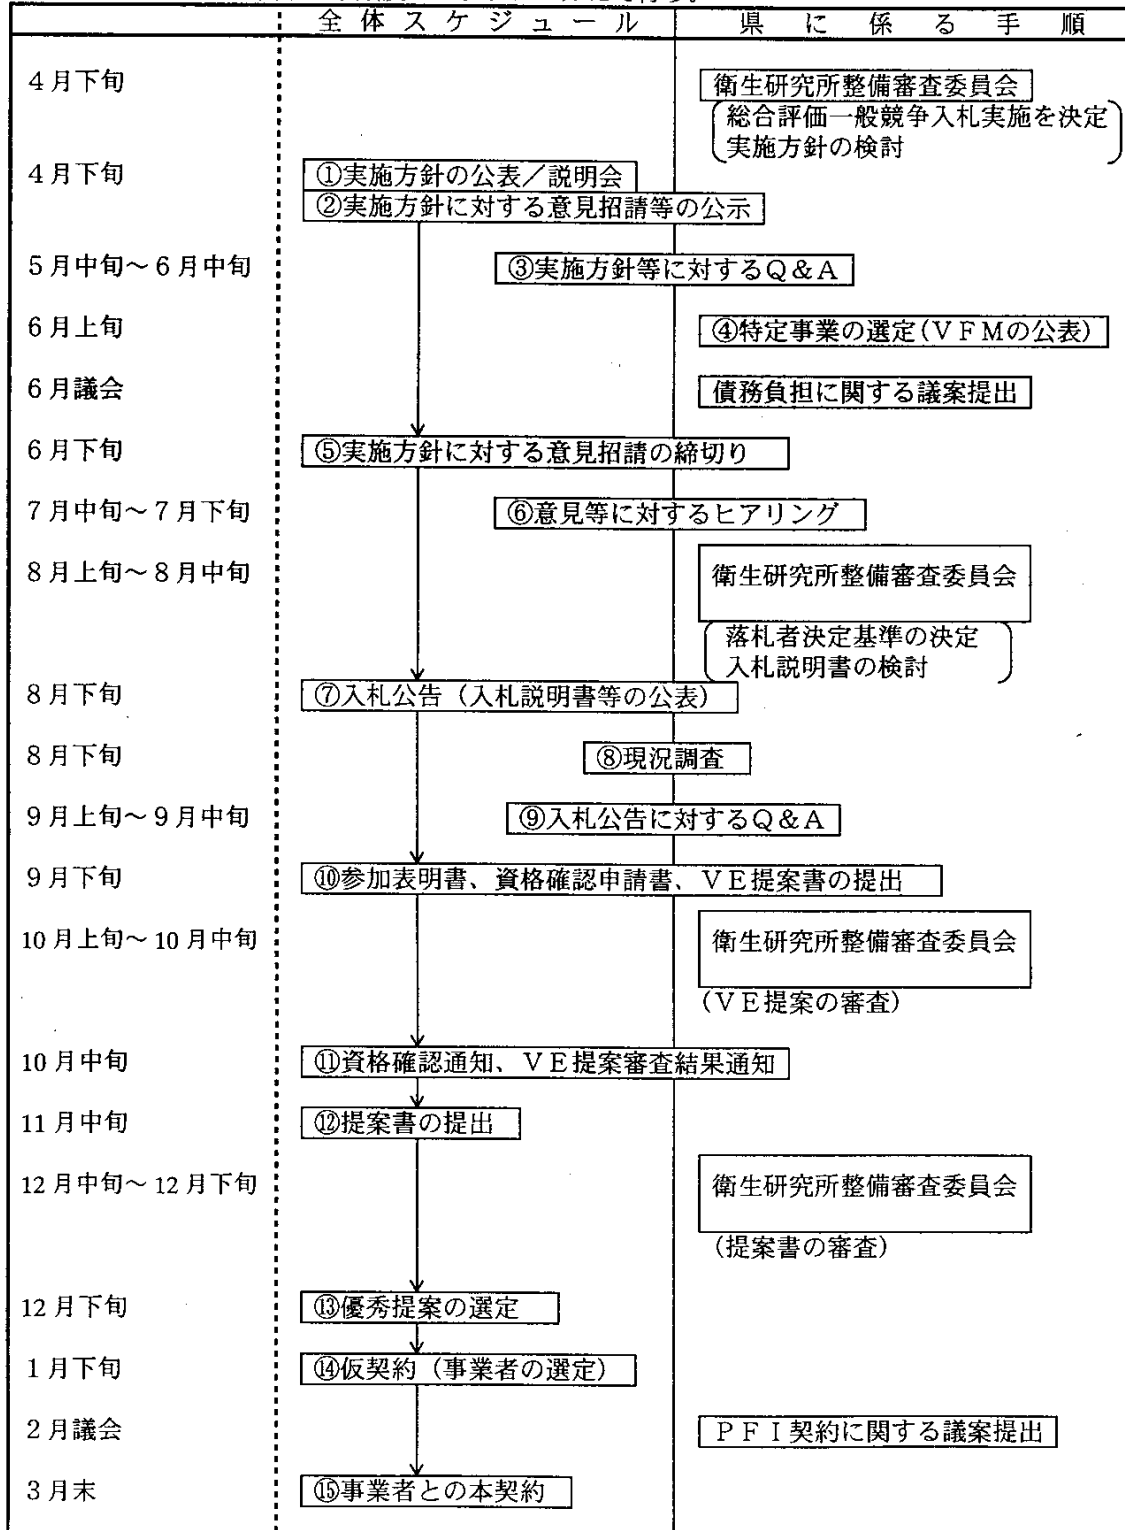 全体スケジュール 県に係る手順
4月下旬 衛生研究所整備審査委員会
総合評価一般競争入札実施を決定
実施方針の検討
4月下旬 ①実施方針の公表／説明会
②実施方針に対する意見招請等の公示
5月中旬～6月中旬 ③実施方針等に対するQ＆A
6月上旬 ④特定事業の選定(VFMの公表)
6月議会 債務負担に関する議案提出
6月下旬 ⑤実施方針に対する意見招請の締切り
7月中旬～7月下旬 ⑥意見等に対するヒアリング
8月上旬～8月中旬 衛生研究所整備審査委員会
落札者決定基準の決定
入札説明書の検討
8月下旬 ⑦入札公告（入札説明書等の公表）
8月下旬 ⑧現況調査
9月上旬～9月中旬 ⑨入札公告に対するQ＆A
9月下旬 ⑩参加表明書、資格確認申請書、VE提案書の提出
10月上旬～10月中旬 衛生研究所整備審査委員会
(VE提案の審査)
10月中旬 ⑪資格確認通知、VE提案審査結果通知
11月中旬 ⑫提案書の提出
12月中旬～12月下旬 衛生研究所整備審査委員会
(提案書の審査)
12月下旬 ⑬優秀提案の選定
1月下旬 ⑭仮契約（事業者の選定）
2月議会 PFI契約に関する議案提出
3月末 ⑮事業者との本契約